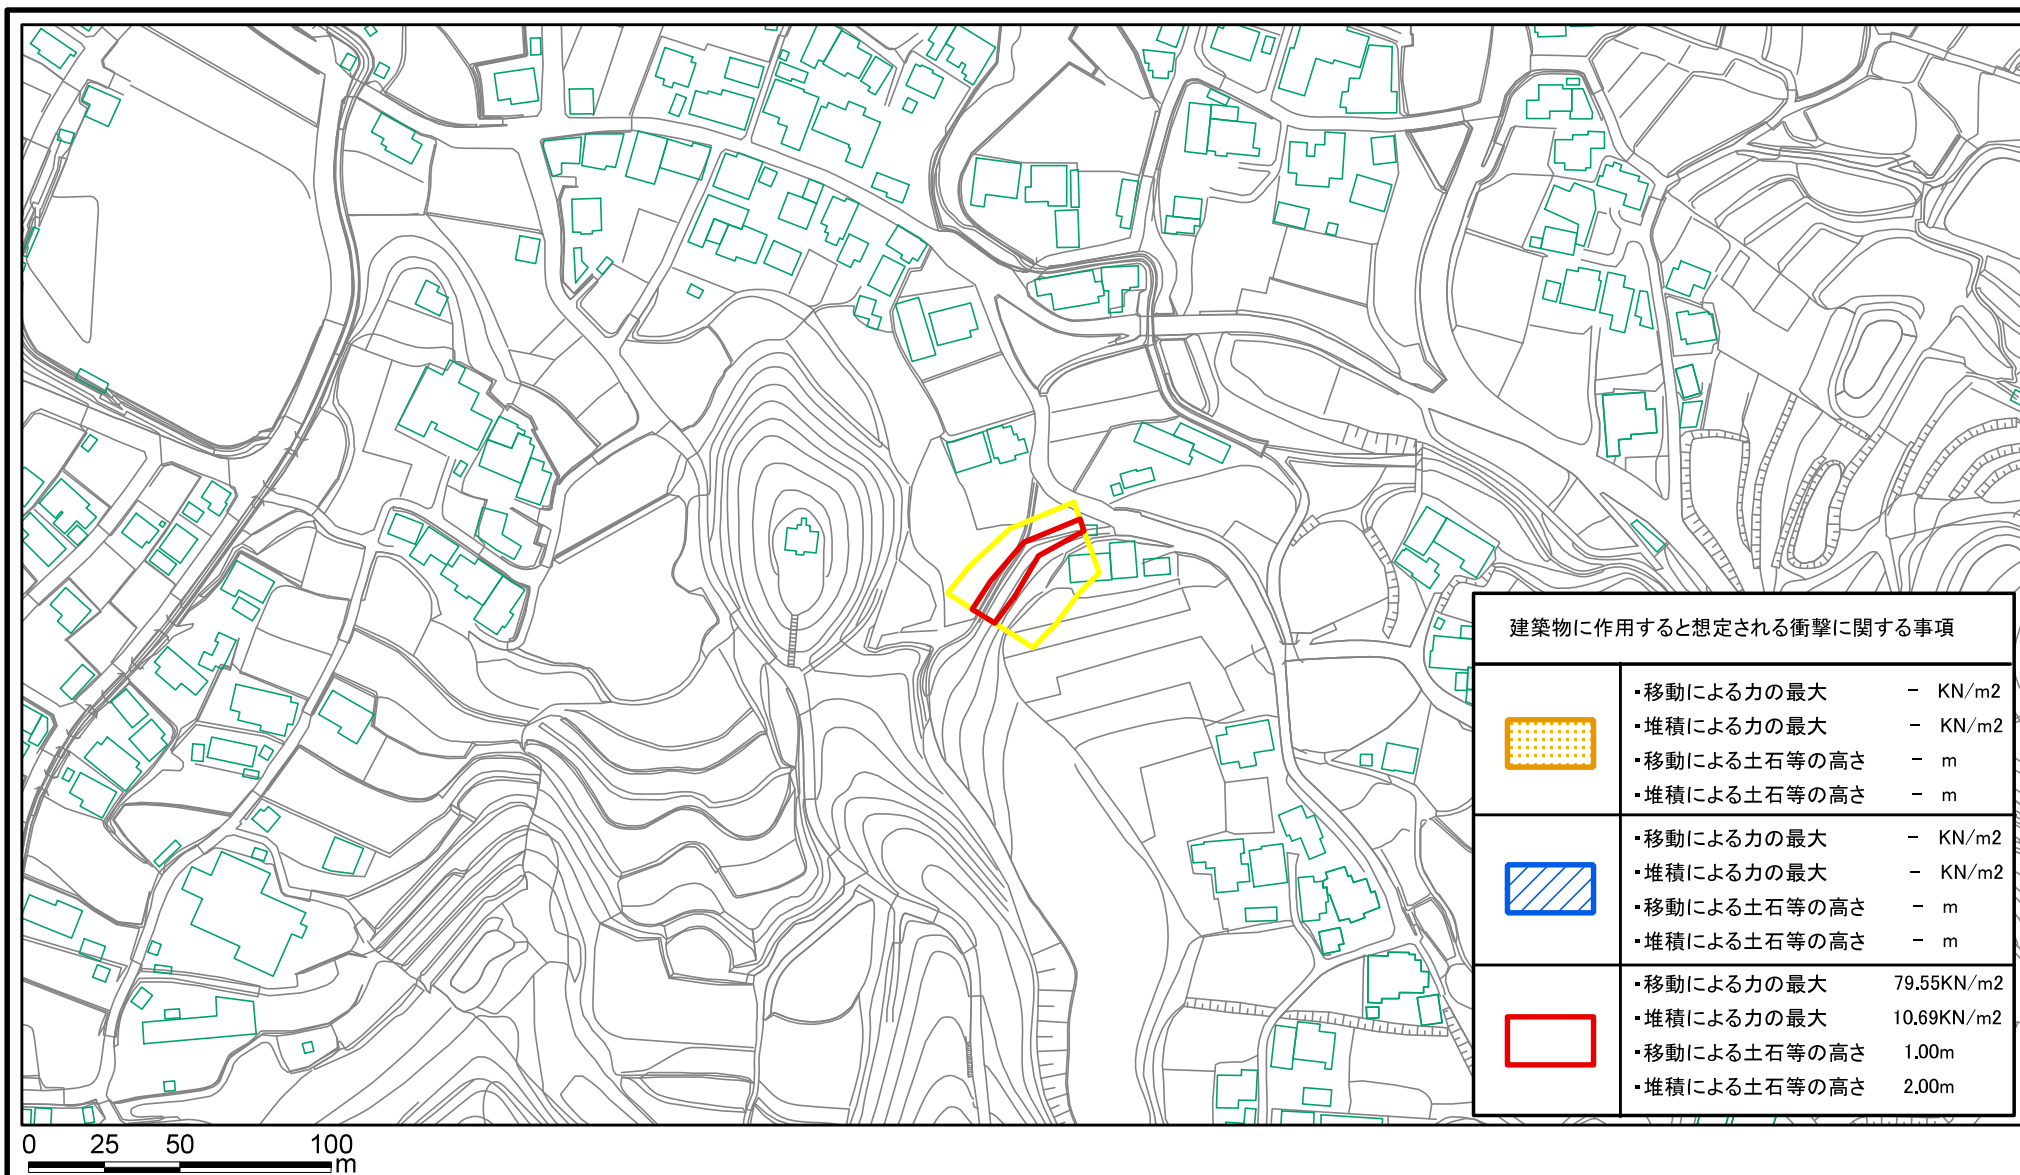 建築物に作用すると想定される衝撃に関する事項
・移動による力の最大 － KN/m2
・堆積による力の最大 － KN/m2
・移動による土石等の高さ － m
・堆積による土石等の高さ － m
・移動による力の最大 － KN/m2
・堆積による力の最大 － KN/m2
・移動による土石等の高さ － m
・堆積による土石等の高さ － m
・移動による力の最大 79.55KN/m2
・堆積による力の最大 10.69KN/m2
・移動による土石等の高さ 1.00m
・堆積による土石等の高さ 2.00m
0 25 50 100
m